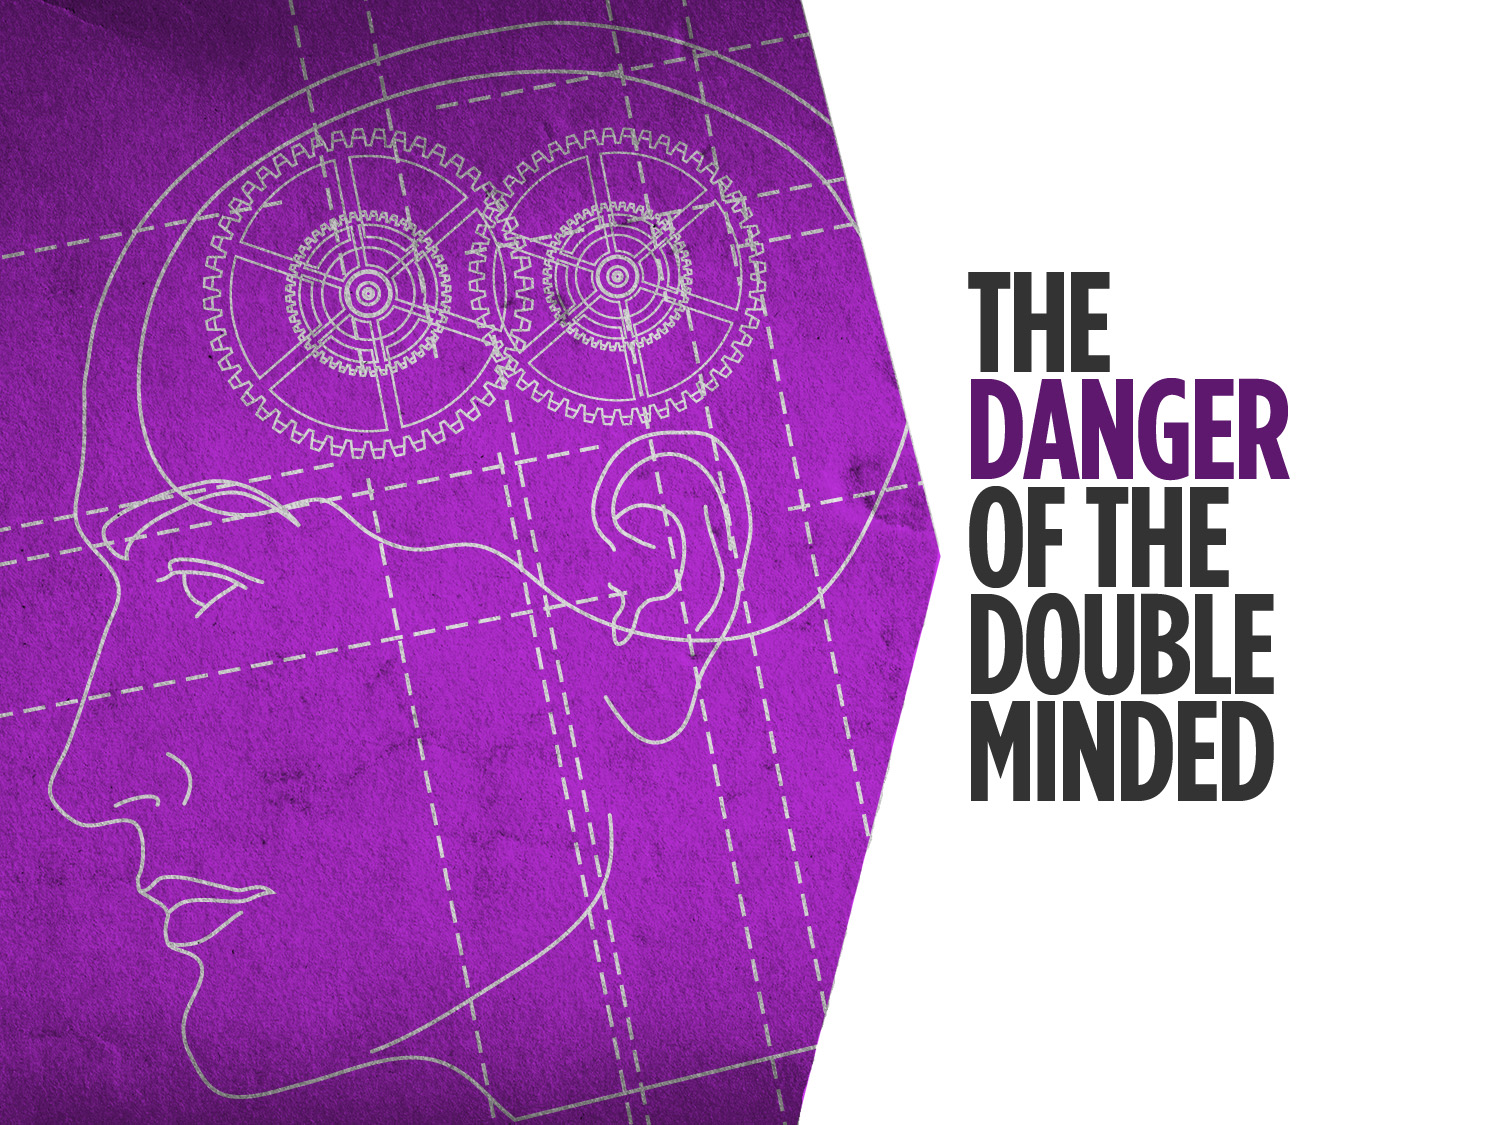 THE
DANGER
OF THE
DOUBLE
MINDED